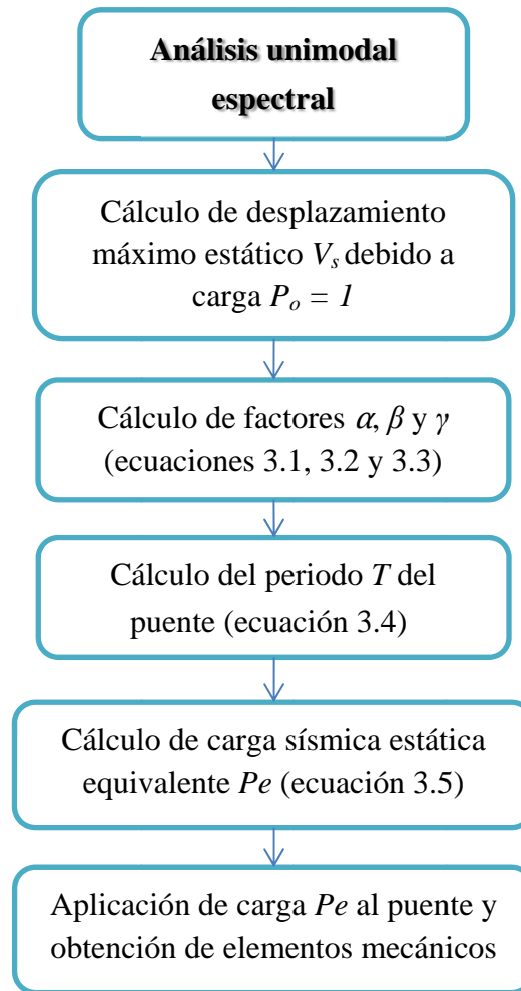 Análisis unimodal
espectral
Cálculo de desplazamiento
máximo estático Vs debido a
carga Po = 1
Cálculo de factores α, β y γ
(ecuaciones 3.1, 3.2 y 3.3)
Cálculo del periodo T del
puente (ecuación 3.4)
Cálculo de carga sísmica estática
equivalente Pe (ecuación 3.5)
Aplicación de carga Pe al puente y
obtención de elementos mecánicos